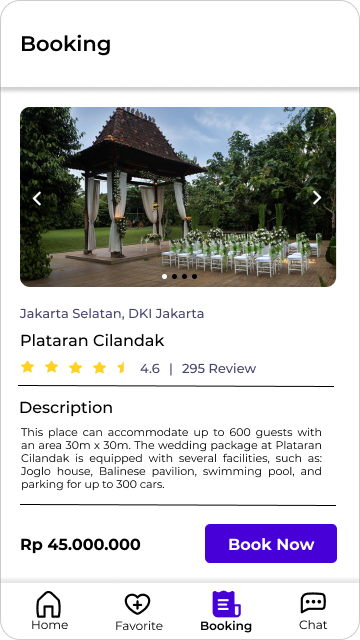 Booking
Jakarta Selatan, DKI Jakarta
Plataran Cilandak
4.6 | 295 Review
Description
This place can accommodate up to 600 guests with
an area 30m x 30m. The wedding package at Plataran
Cilandak is equipped with several facilities, such as:
Joglo house, Balinese pavilion, swimming pool, and
parking for up to 300 cars.
Rp 45.000.000 Book Now
Home Favorite Booking Chat